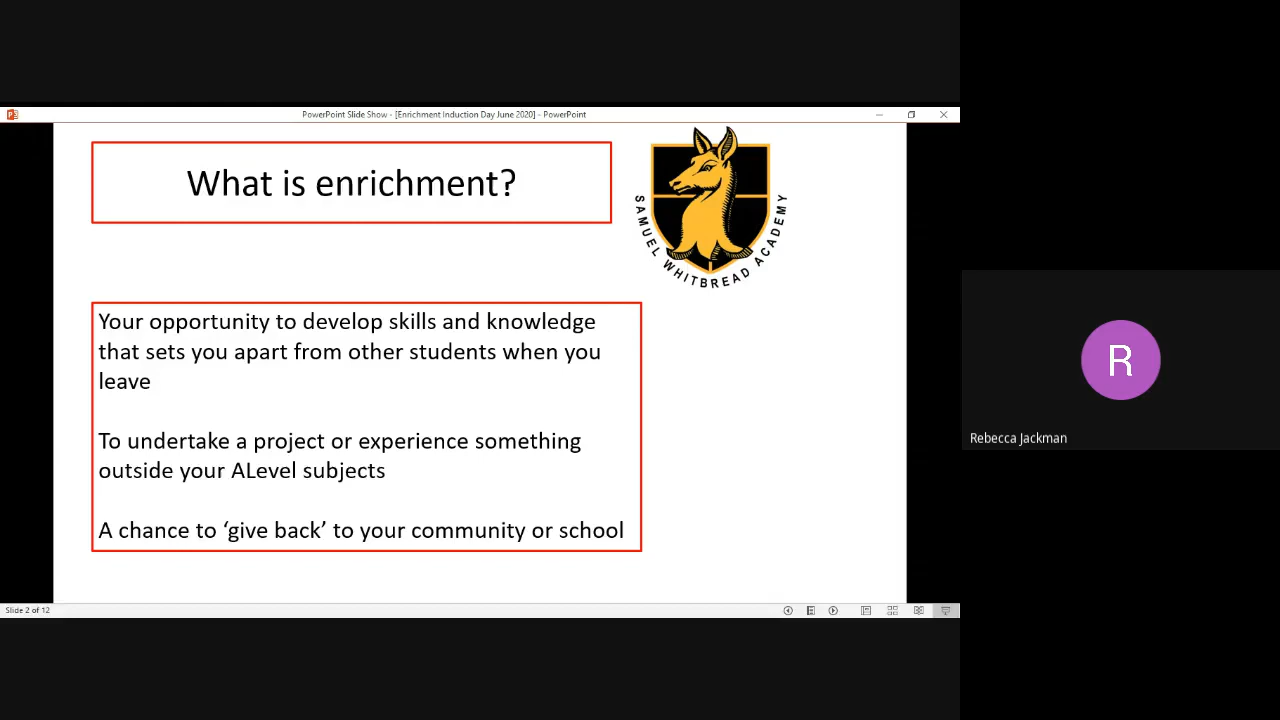 PowerPoint Slide Show - [Enrichment Induction Day June 2020] - PowerPoint
What is enrichment?
SAMUEL WHITBREAD ACADEMY
Your opportunity to develop skills and knowledge
that sets you apart from other students when you
leave
To undertake a project or experience something
outside your ALevel subjects
A chance to ‘give back’ to your community or school
R
Rebecca Jackman
Slide 2 of 12